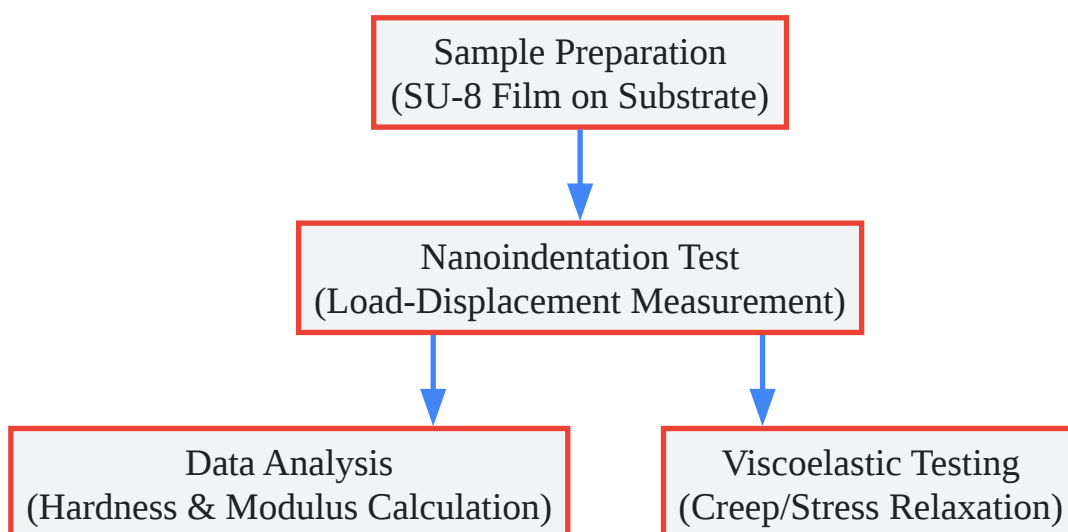 Sample Preparation
(SU-8 Film on Substrate)
Nanoindentation Test
(Load-Displacement Measurement)
Data Analysis
(Hardness & Modulus Calculation)
Viscoelastic Testing
(Creep/Stress Relaxation)